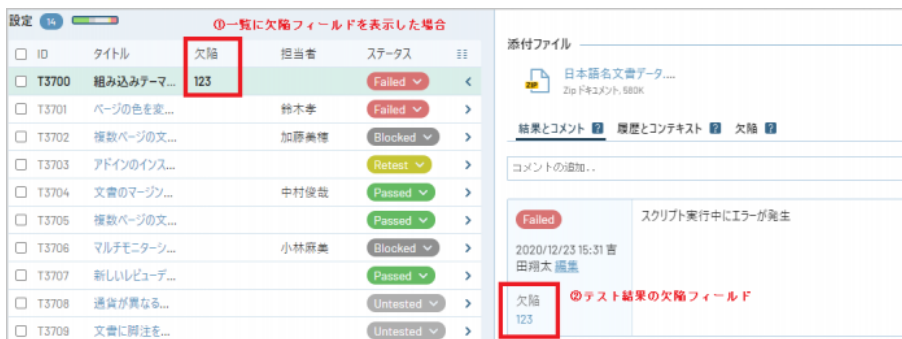 設定 14
①一覧に欠陥フィールドを表示した場合
ID タイトル 欠陥 担当者 ステータス
T3700 組み込みテーマ... 123 Failed
T3701 ページの色を変... 鈴木孝 Failed
T3702 複数ページの文... 加藤美穂 Blocked
T3703 アドインのインス... Retest
T3704 文書のマージン... 中村俊哉 Passed
T3705 複数ページの文... Passed
T3706 マルチモニターシ... 小林麻美 Blocked
T3707 新しいレビューデ... Passed
T3708 通貨が異なる... Untested
T3709 文書に脚注を... Untested
添付ファイル
ZIP
日本語名文書データ....
Zip ドキュメント, 580K
結果とコメント ? 履歴とコンテキスト ? 欠陥 ?
コメントの追加..
Failed
スクリプト実行中にエラーが発生
2020/12/23 15:31 吉
田翔太 編集
欠陥
123
②テスト結果の欠陥フィールド